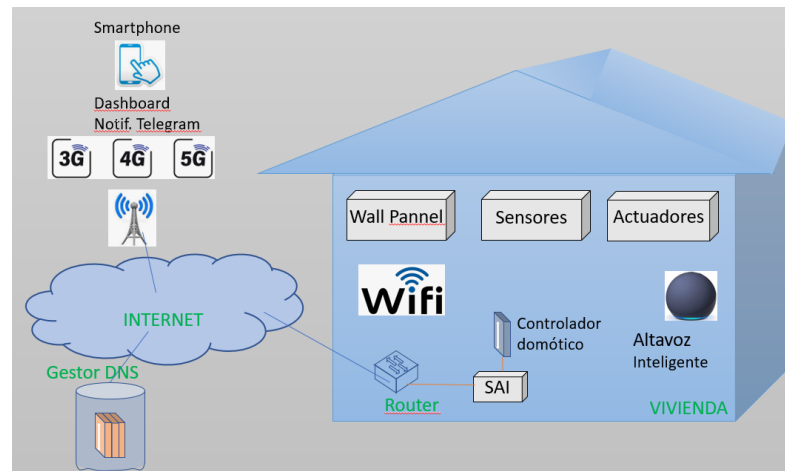 Smartphone
Dashboard
Notif. Telegram
3G
4G
5G
INTERNET
Gestor DNS
Wall Pannel
Sensores
Actuadores
Wifi
Controlador
domótico
Altavoz
Inteligente
SAI
Router
VIVIENDA